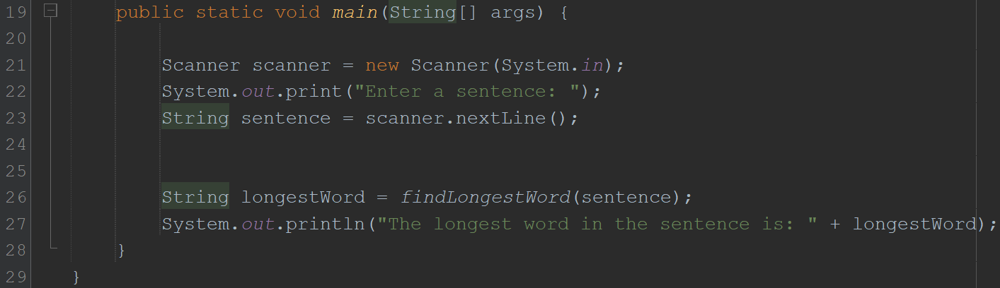 19 public static void main(String[] args) {
20
21 Scanner scanner = new Scanner(System.in);
22 System.out.print("Enter a sentence: ");
23 String sentence = scanner.nextLine();
24
25
26 String longestWord = findLongestWord(sentence);
27 System.out.println("The longest word in the sentence is: " + longestWord);
28 }
29 }